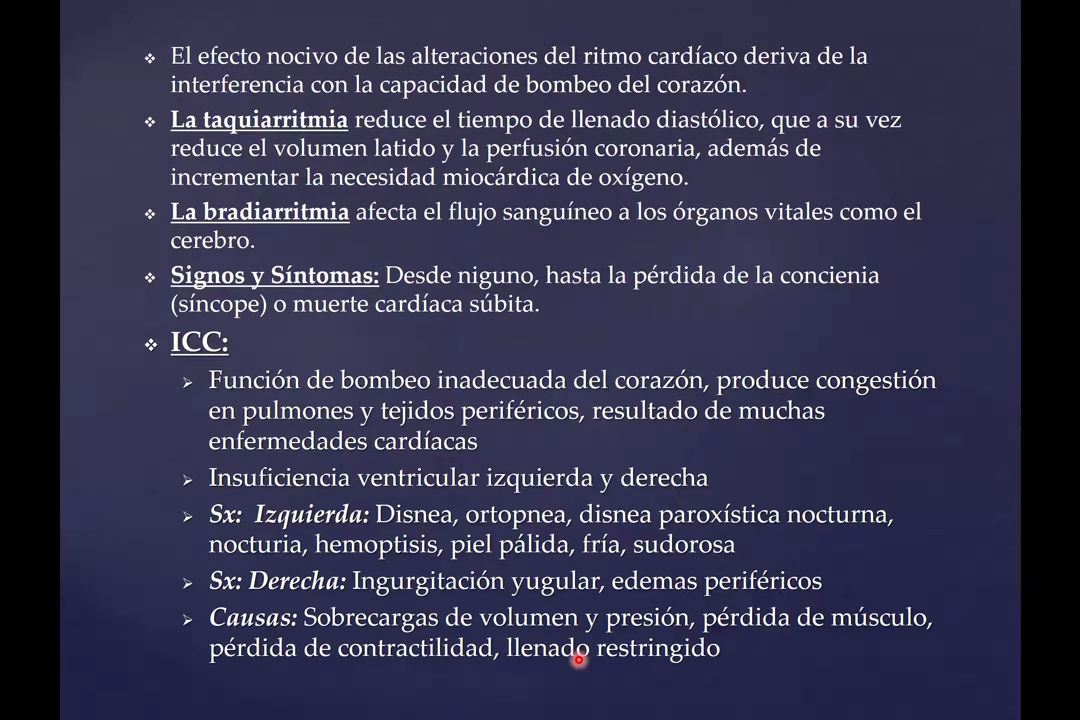 El efecto nocivo de las alteraciones del ritmo cardíaco deriva de la
interferencia con la capacidad de bombeo del corazón.
La taquiarritmia reduce el tiempo de llenado diastólico, que a su vez
reduce el volumen latido y la perfusión coronaria, además de
incrementar la necesidad miocárdica de oxígeno.
La bradiarritmia afecta el flujo sanguíneo a los órganos vitales como el
cerebro.
Signos y Síntomas: Desde niguno, hasta la pérdida de la concienia
(síncope) o muerte cardíaca súbita.
ICC:
Función de bombeo inadecuada del corazón, produce congestión
en pulmones y tejidos periféricos, resultado de muchas
enfermedades cardíacas
Insuficiencia ventricular izquierda y derecha
Sx: Izquierda: Disnea, ortopnea, disnea paroxística nocturna,
nocturia, hemoptisis, piel pálida, fría, sudorosa
Sx: Derecha: Ingurgitación yugular, edemas periféricos
Causas: Sobrecargas de volumen y presión, pérdida de músculo,
pérdida de contractilidad, llenado restringido